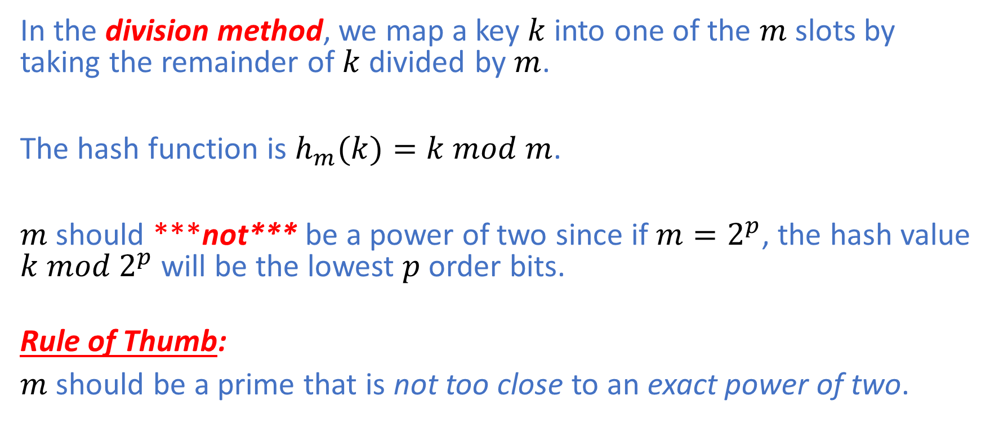 In the division method, we map a key k into one of the m slots by
taking the remainder of k divided by m.
The hash function is hₘ(k) = k mod m.
m should ***not*** be a power of two since if m = 2ᵖ, the hash value
k mod 2ᵖ will be the lowest p order bits.
Rule of Thumb:
m should be a prime that is not too close to an exact power of two.